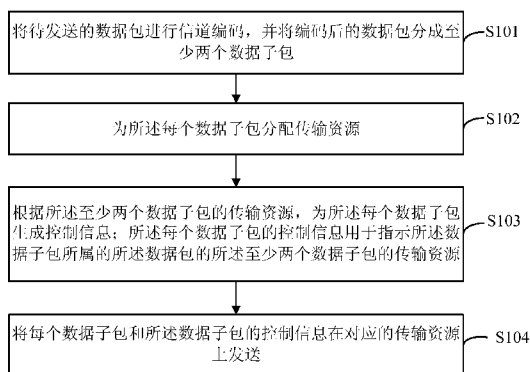 将待发送的数据包进行信道编码，并将编码后的数据包分成至
少两个数据子包
S101
为所述每个数据子包分配传输资源
S102
根据所述至少两个数据子包的传输资源，为所述每个数据子包
生成控制信息；所述每个数据子包的控制信息用于指示所述数
据子包所属的所述数据包的所述至少两个数据子包的传输资源
S103
将每个数据子包和所述数据子包的控制信息在对应的传输资源
上发送
S104